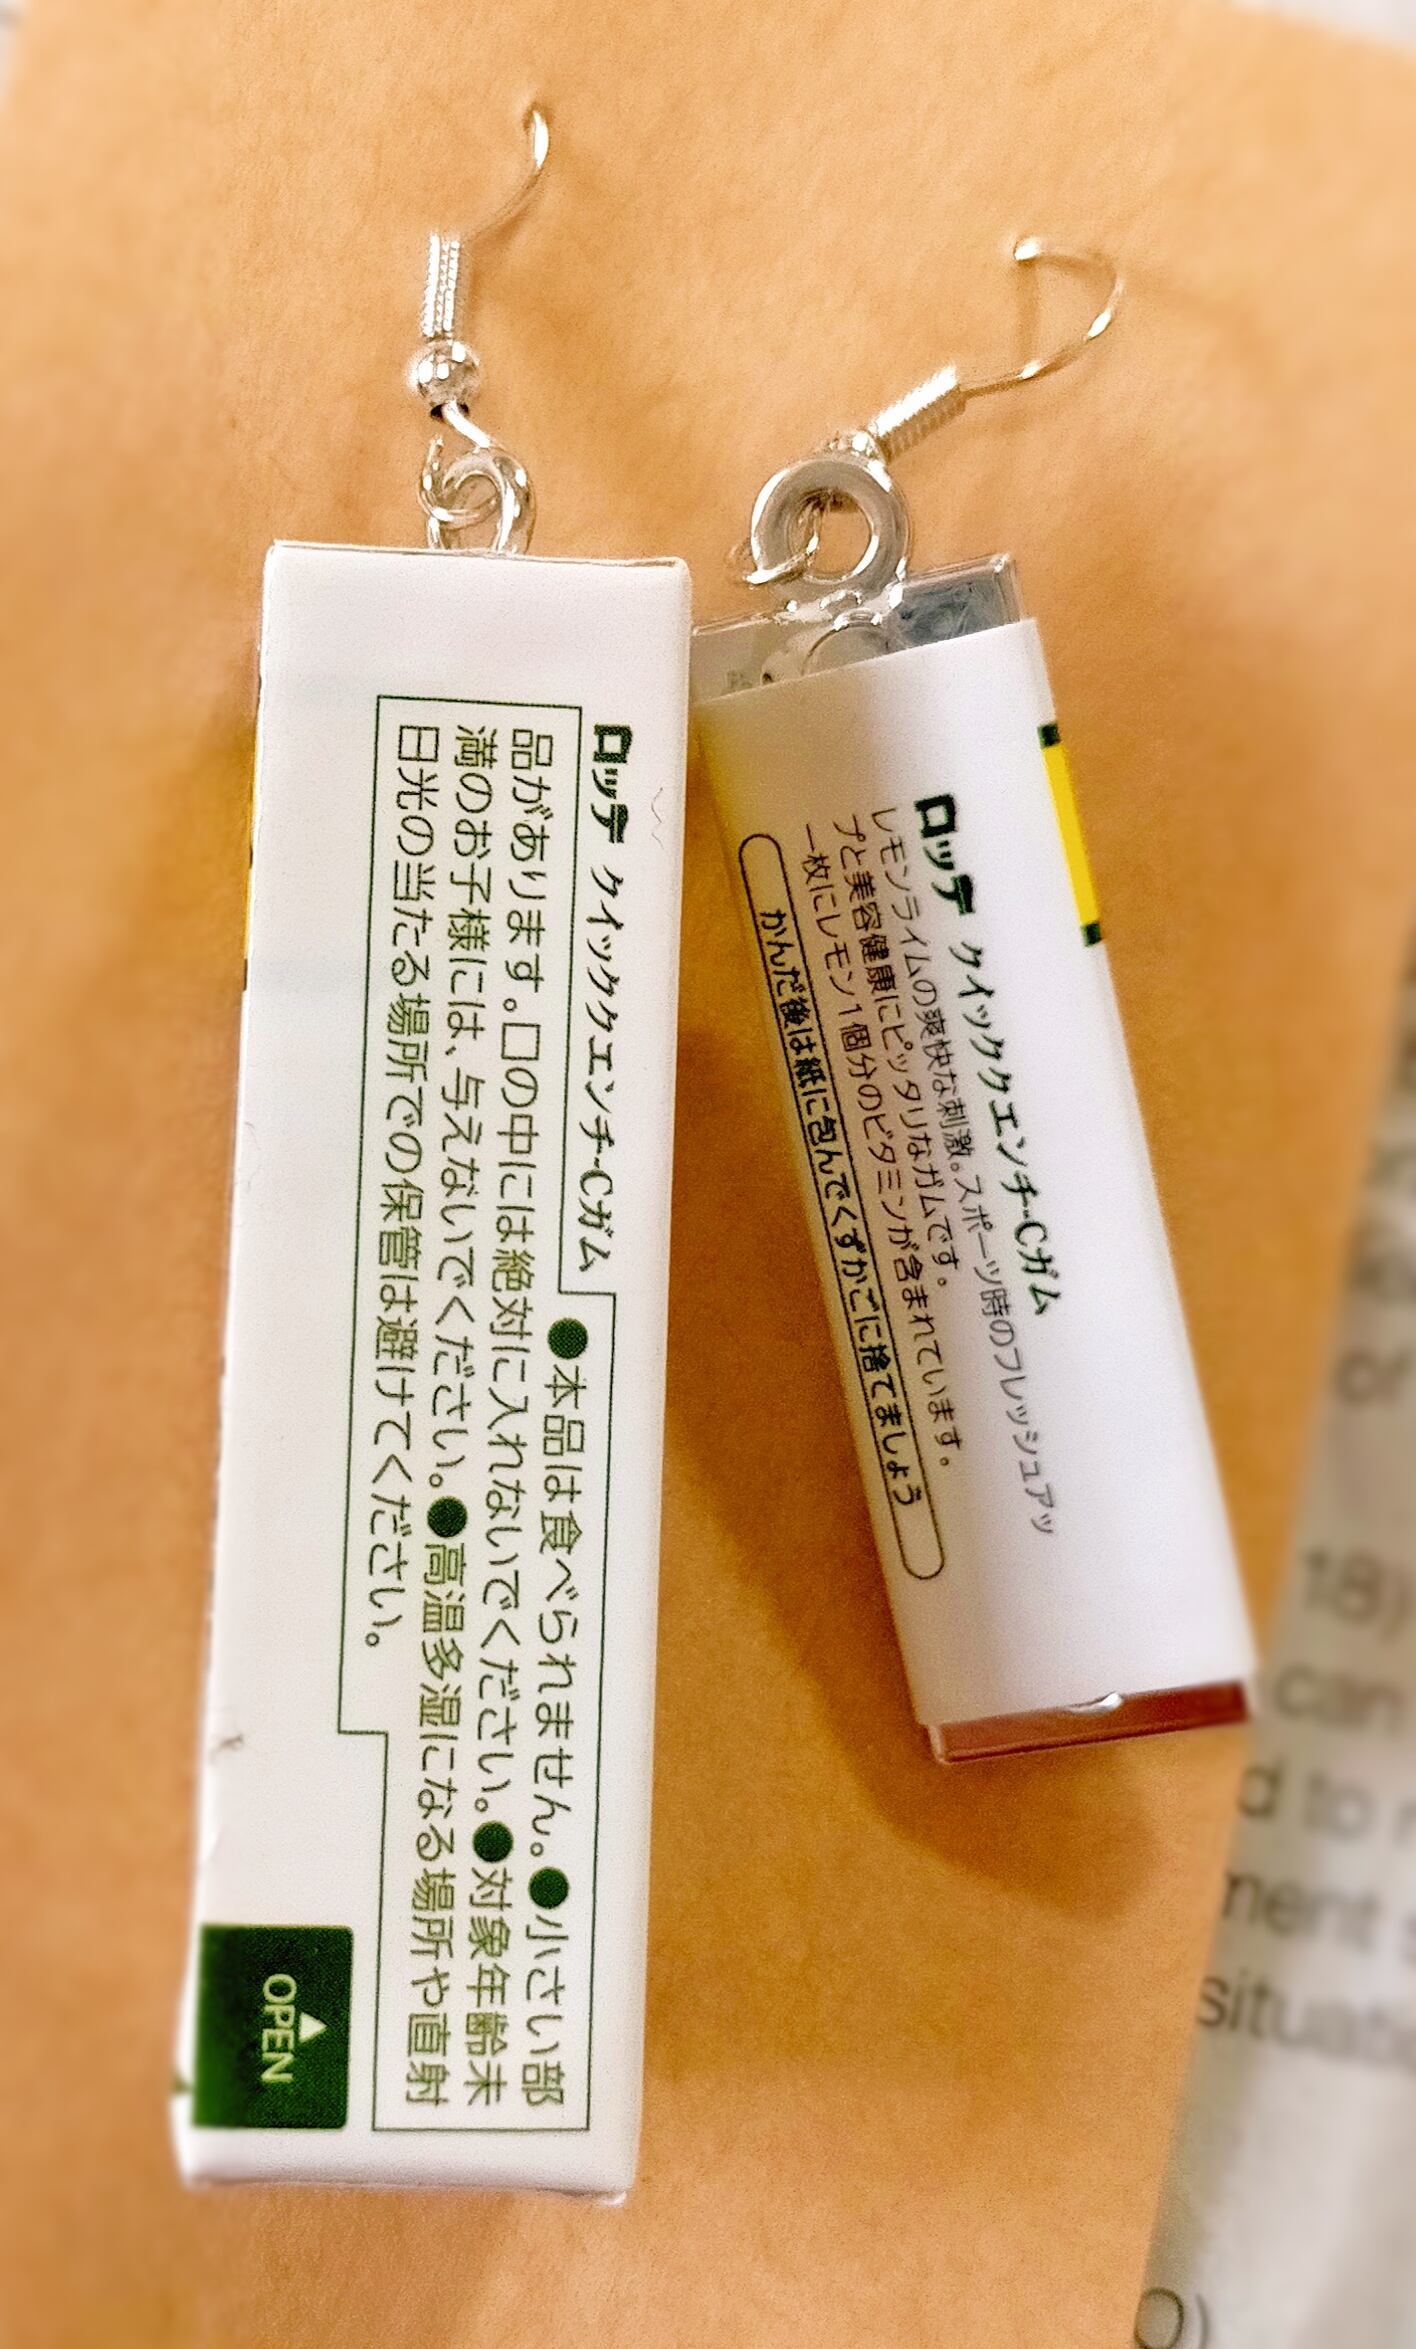 ロッテ クイッククエンチ-Cガム
●本品は食べられません。●小さい部
品があります。口の中には絶対に入れないでください。●対象年齢未
満のお子様には、与えないでください。●高温多湿になる場所や直射
日光の当たる場所での保管は避けてください。
OPEN
ロッテ クイッククエンチ-Cガム
レモンライムの爽快な刺激。スポーツ時のフレッシュアッ
プと美容健康にピッタリなガムです。
一枚にレモン1個分のビタミンが含まれています。
かんだ後は紙に包んでくずかごに捨てましょう
or
18)
can
d to
ment